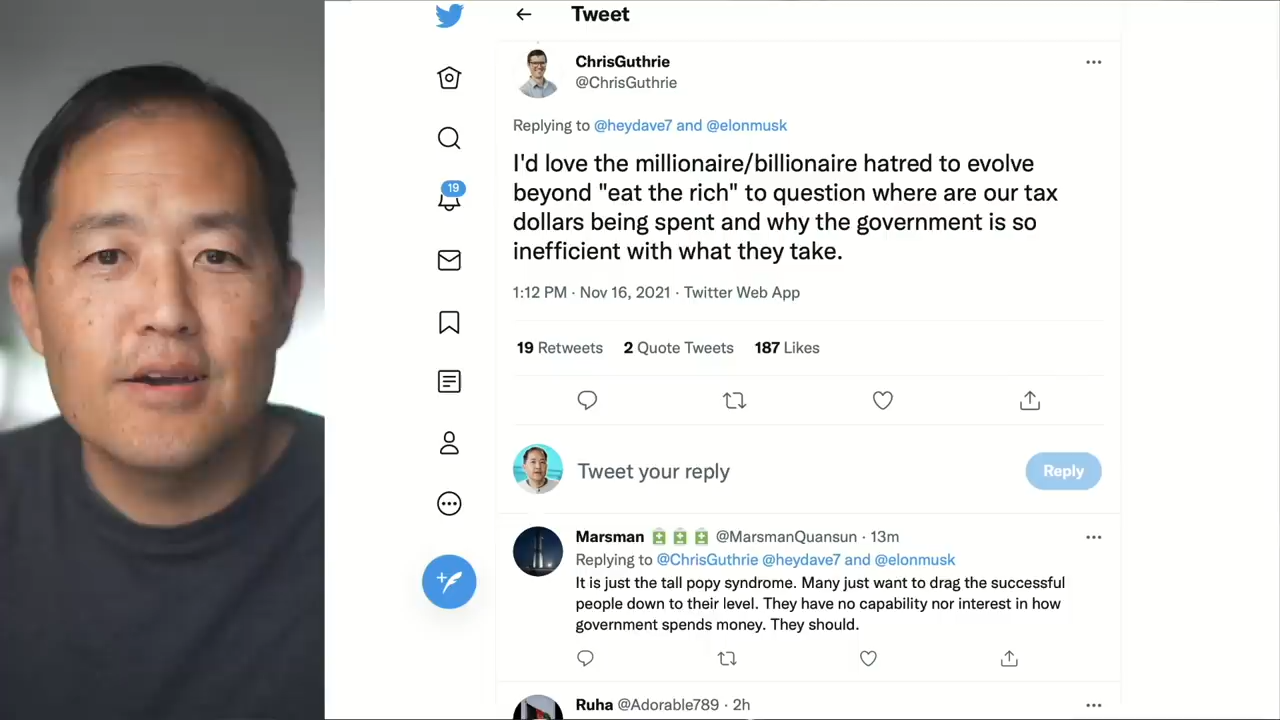 Tweet
ChrisGuthrie
@ChrisGuthrie
Replying to @heydave7 and @elonmusk
I'd love the millionaire/billionaire hatred to evolve
beyond "eat the rich" to question where are our tax
dollars being spent and why the government is so
inefficient with what they take.
1:12 PM · Nov 16, 2021 · Twitter Web App
19 Retweets 2 Quote Tweets 187 Likes
19
Tweet your reply
Reply
Marsman @MarsmanQuansun · 13m
Replying to @ChrisGuthrie @heydave7 and @elonmusk
It is just the tall popy syndrome. Many just want to drag the successful
people down to their level. They have no capability nor interest in how
government spends money. They should.
Ruha @Adorable789 · 2h